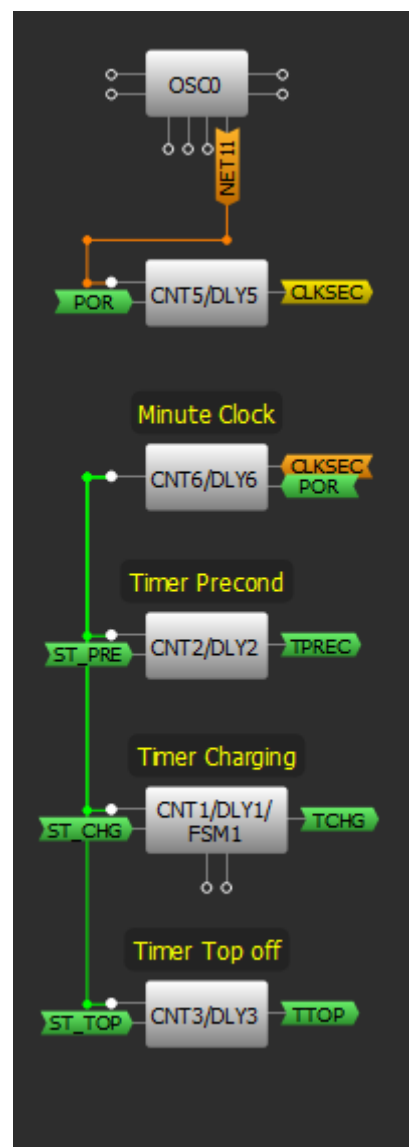 OSC0
NET11
POR
CNT5/DLY5
CLKSEC
Minute Clock
CNT6/DLY6
CLKSEC
POR
Timer Precond
ST_PRE
CNT2/DLY2
TPREC
Timer Charging
ST_CHG
CNT1/DLY1/
FSM1
TCHG
Timer Top off
ST_TOP
CNT3/DLY3
TTOP